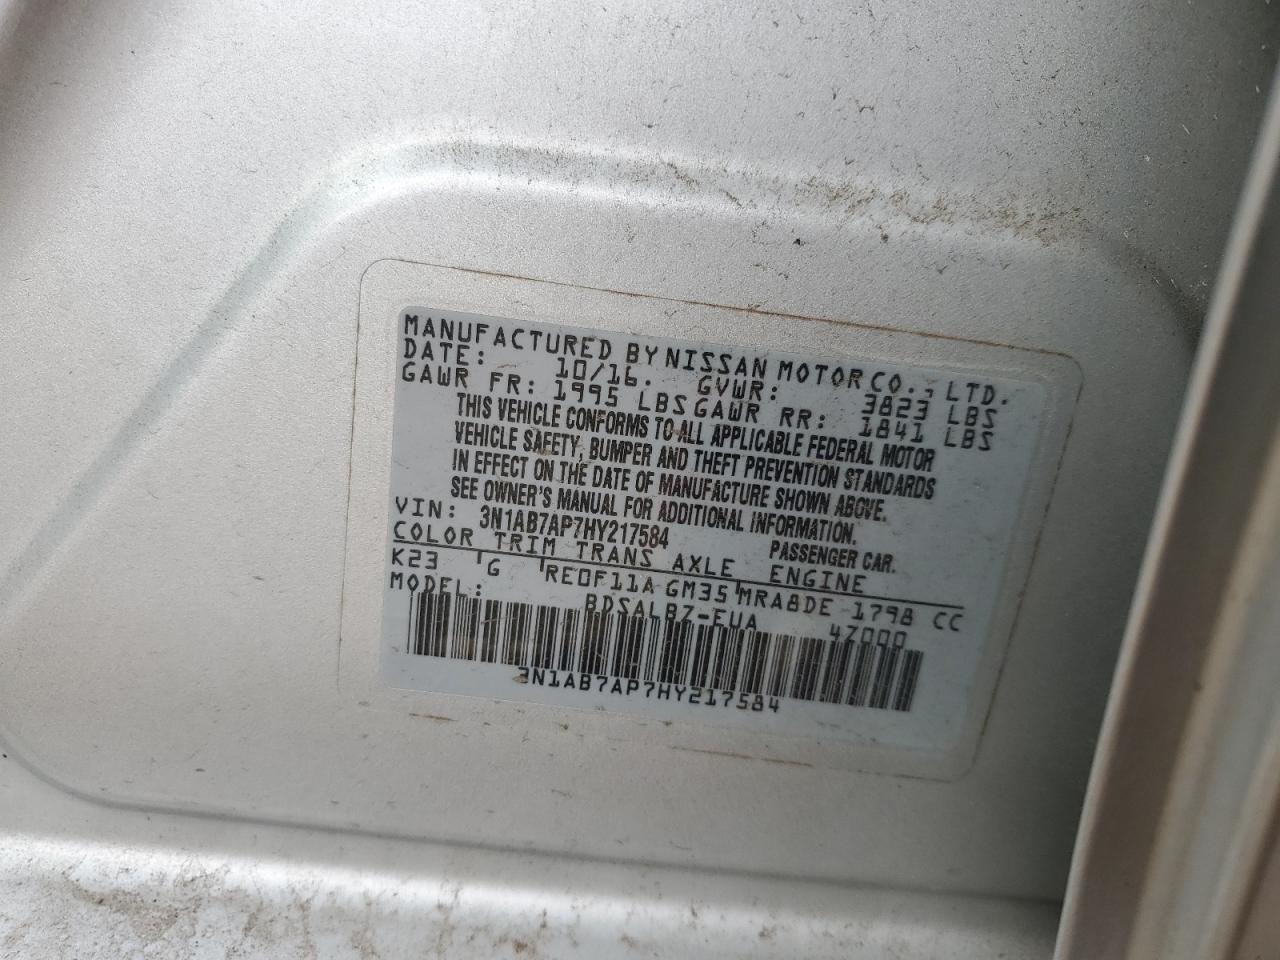 MANUFACTURED BY NISSAN MOTOR CO., LTD.
DATE: 10/16. GVWR: 3823 LBS
GAWR FR: 1995 LBS GAWR RR: 1841 LBS
THIS VEHICLE CONFORMS TO ALL APPLICABLE FEDERAL MOTOR
VEHICLE SAFETY, BUMPER AND THEFT PREVENTION STANDARDS
IN EFFECT ON THE DATE OF MANUFACTURE SHOWN ABOVE.
SEE OWNER'S MANUAL FOR ADDITIONAL INFORMATION.
VIN: 3N1AB7AP7HY217584 PASSENGER CAR.
COLOR TRIM TRANS AXLE ENGINE
K23 G RE0F11A GM35 MRA8DE 1798 CC
MODEL: BDSALBZ-EUA 4Z000
3N1AB7AP7HY217584